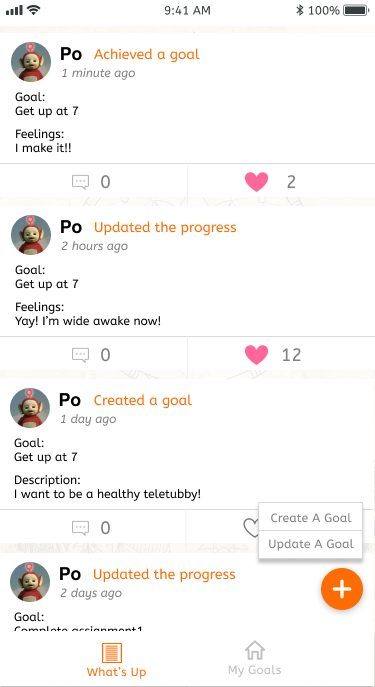 9:41 AM 100%
Po Achieved a goal
1 minute ago
Goal:
Get up at 7
Feelings:
I make it!!
0 2
Po Updated the progress
2 hours ago
Goal:
Get up at 7
Feelings:
Yay! I'm wide awake now!
0 12
Po Created a goal
1 day ago
Goal:
Get up at 7
Description:
I want to be a healthy teletubby!
0
Create A Goal
Update A Goal
Po Updated the progress
2 days ago
Goal:
Complete assignment1
What's Up
My Goals